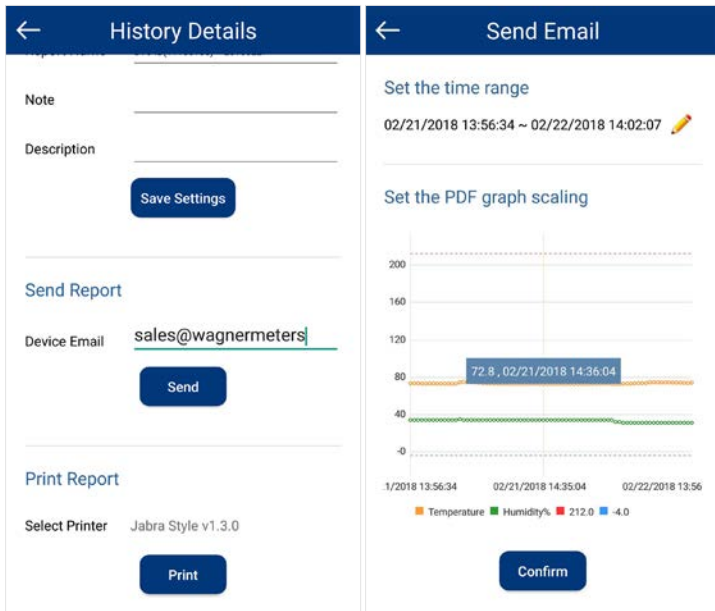 History Details
Note
Description
Save Settings
Send Report
Device Email sales@wagnermeters
Send
Print Report
Select Printer Jabra Style v1.3.0
Print
Send Email
Set the time range
02/21/2018 13:56:34 ~ 02/22/2018 14:02:07
Set the PDF graph scaling
200
160
120
80
72.8 , 02/21/2018 14:36:04
40
-0
.1/2018 13:56:34 02/21/2018 14:35:04 02/22/2018 13:56
Temperature Humidity% 212.0 -4.0
Confirm